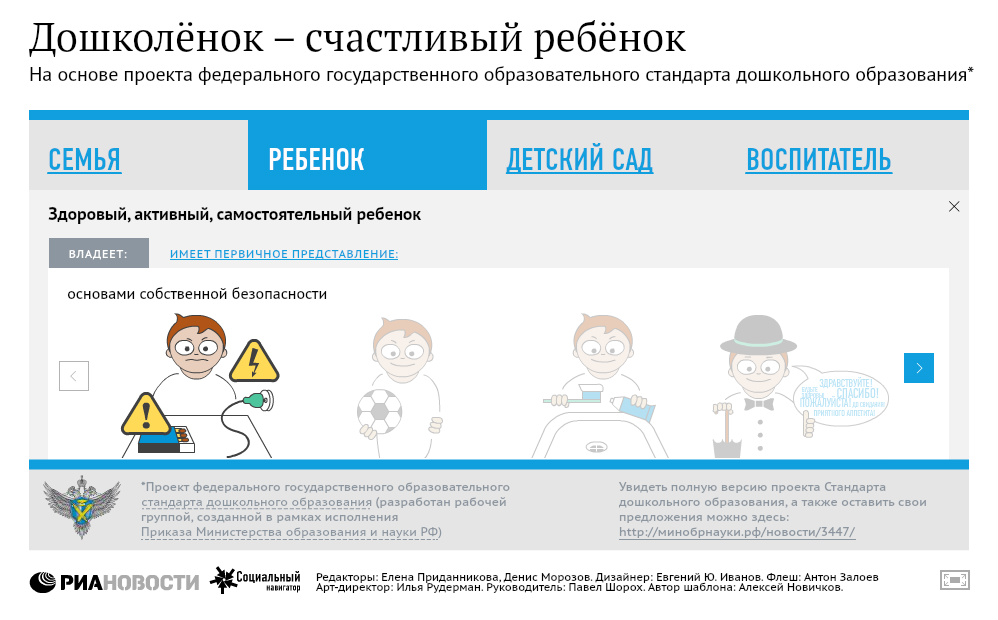 Дошколёнок – счастливый ребёнок
На основе проекта федерального государственного образовательного стандарта дошкольного образования*
СЕМЬЯ
РЕБЕНОК
ДЕТСКИЙ САД
ВОСПИТАТЕЛЬ
Здоровый, активный, самостоятельный ребенок
ВЛАДЕЕТ:
ИМЕЕТ ПЕРВИЧНОЕ ПРЕДСТАВЛЕНИЕ:
основами собственной безопасности
ЗДРАВСТВУЙТЕ!
СПАСИБО!
ПОЖАЛУЙСТА!
ДО СВИДАНИЯ!
ПРИЯТНОГО АППЕТИТА!
*Проект федерального государственного образовательного
стандарта дошкольного образования (разработан рабочей
группой, созданной в рамках исполнения
Приказа Министерства образования и науки РФ)
Увидеть полную версию проекта Стандарта
дошкольного образования, а также оставить свои
предложения можно здесь:
http://минобрнауки.рф/новости/3447/
РИАНОВОСТИ
Социальный
навигатор
Редакторы: Елена Приданникова, Денис Морозов. Дизайнер: Евгений Ю. Иванов. Флеш: Антон Залоев
Арт-директор: Илья Рудерман. Руководитель: Павел Шорох. Автор шаблона: Алексей Новичков.